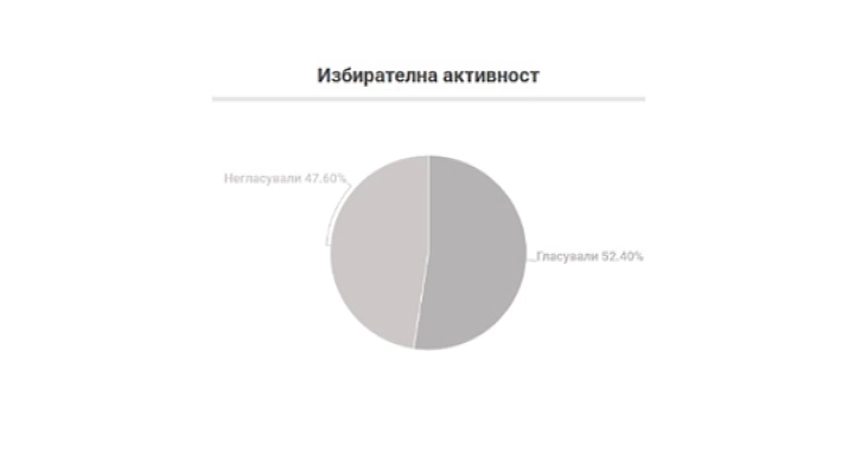 Избирателна активност
Негласували 47.60%
Гласували 52.40%